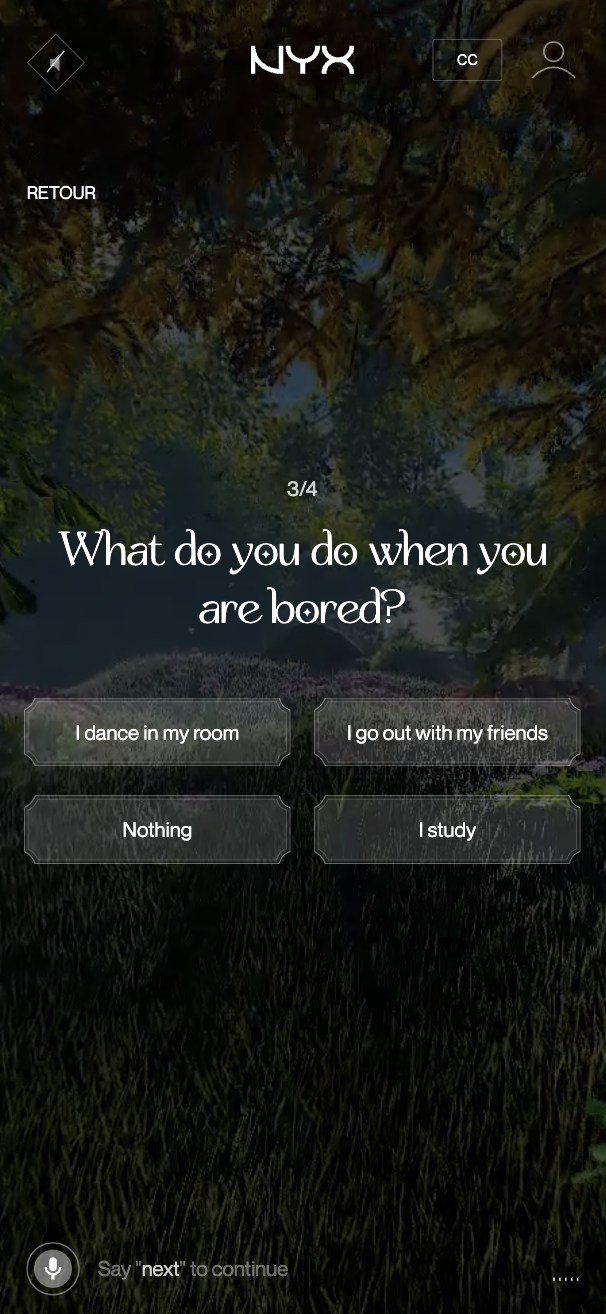 NYX
CC
RETOUR
3/4
What do you do when you
are bored?
I dance in my room
I go out with my friends
Nothing
I study
Say "next" to continue